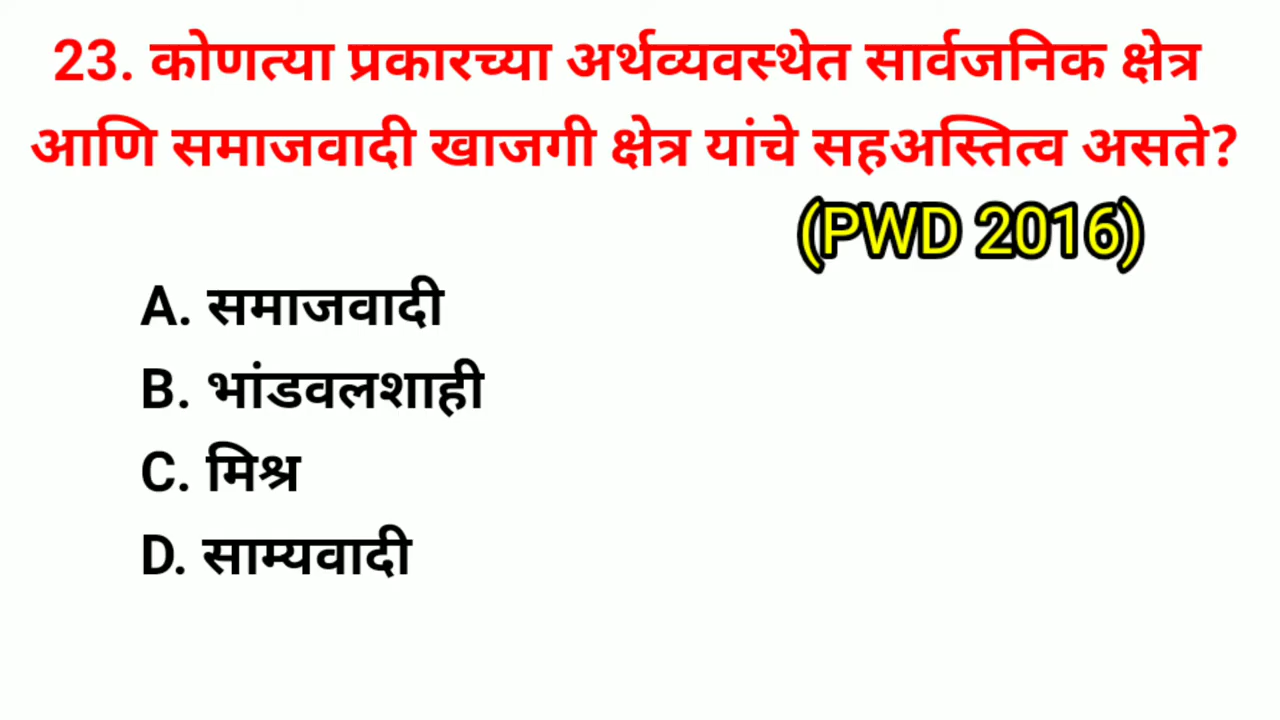 23. कोणत्या प्रकारच्या अर्थव्यवस्थेत सार्वजनिक क्षेत्र
आणि समाजवादी खाजगी क्षेत्र यांचे सहअस्तित्व असते?
(PWD 2016)
A. समाजवादी
B. भांडवलशाही
C. मिश्र
D. साम्यवादी